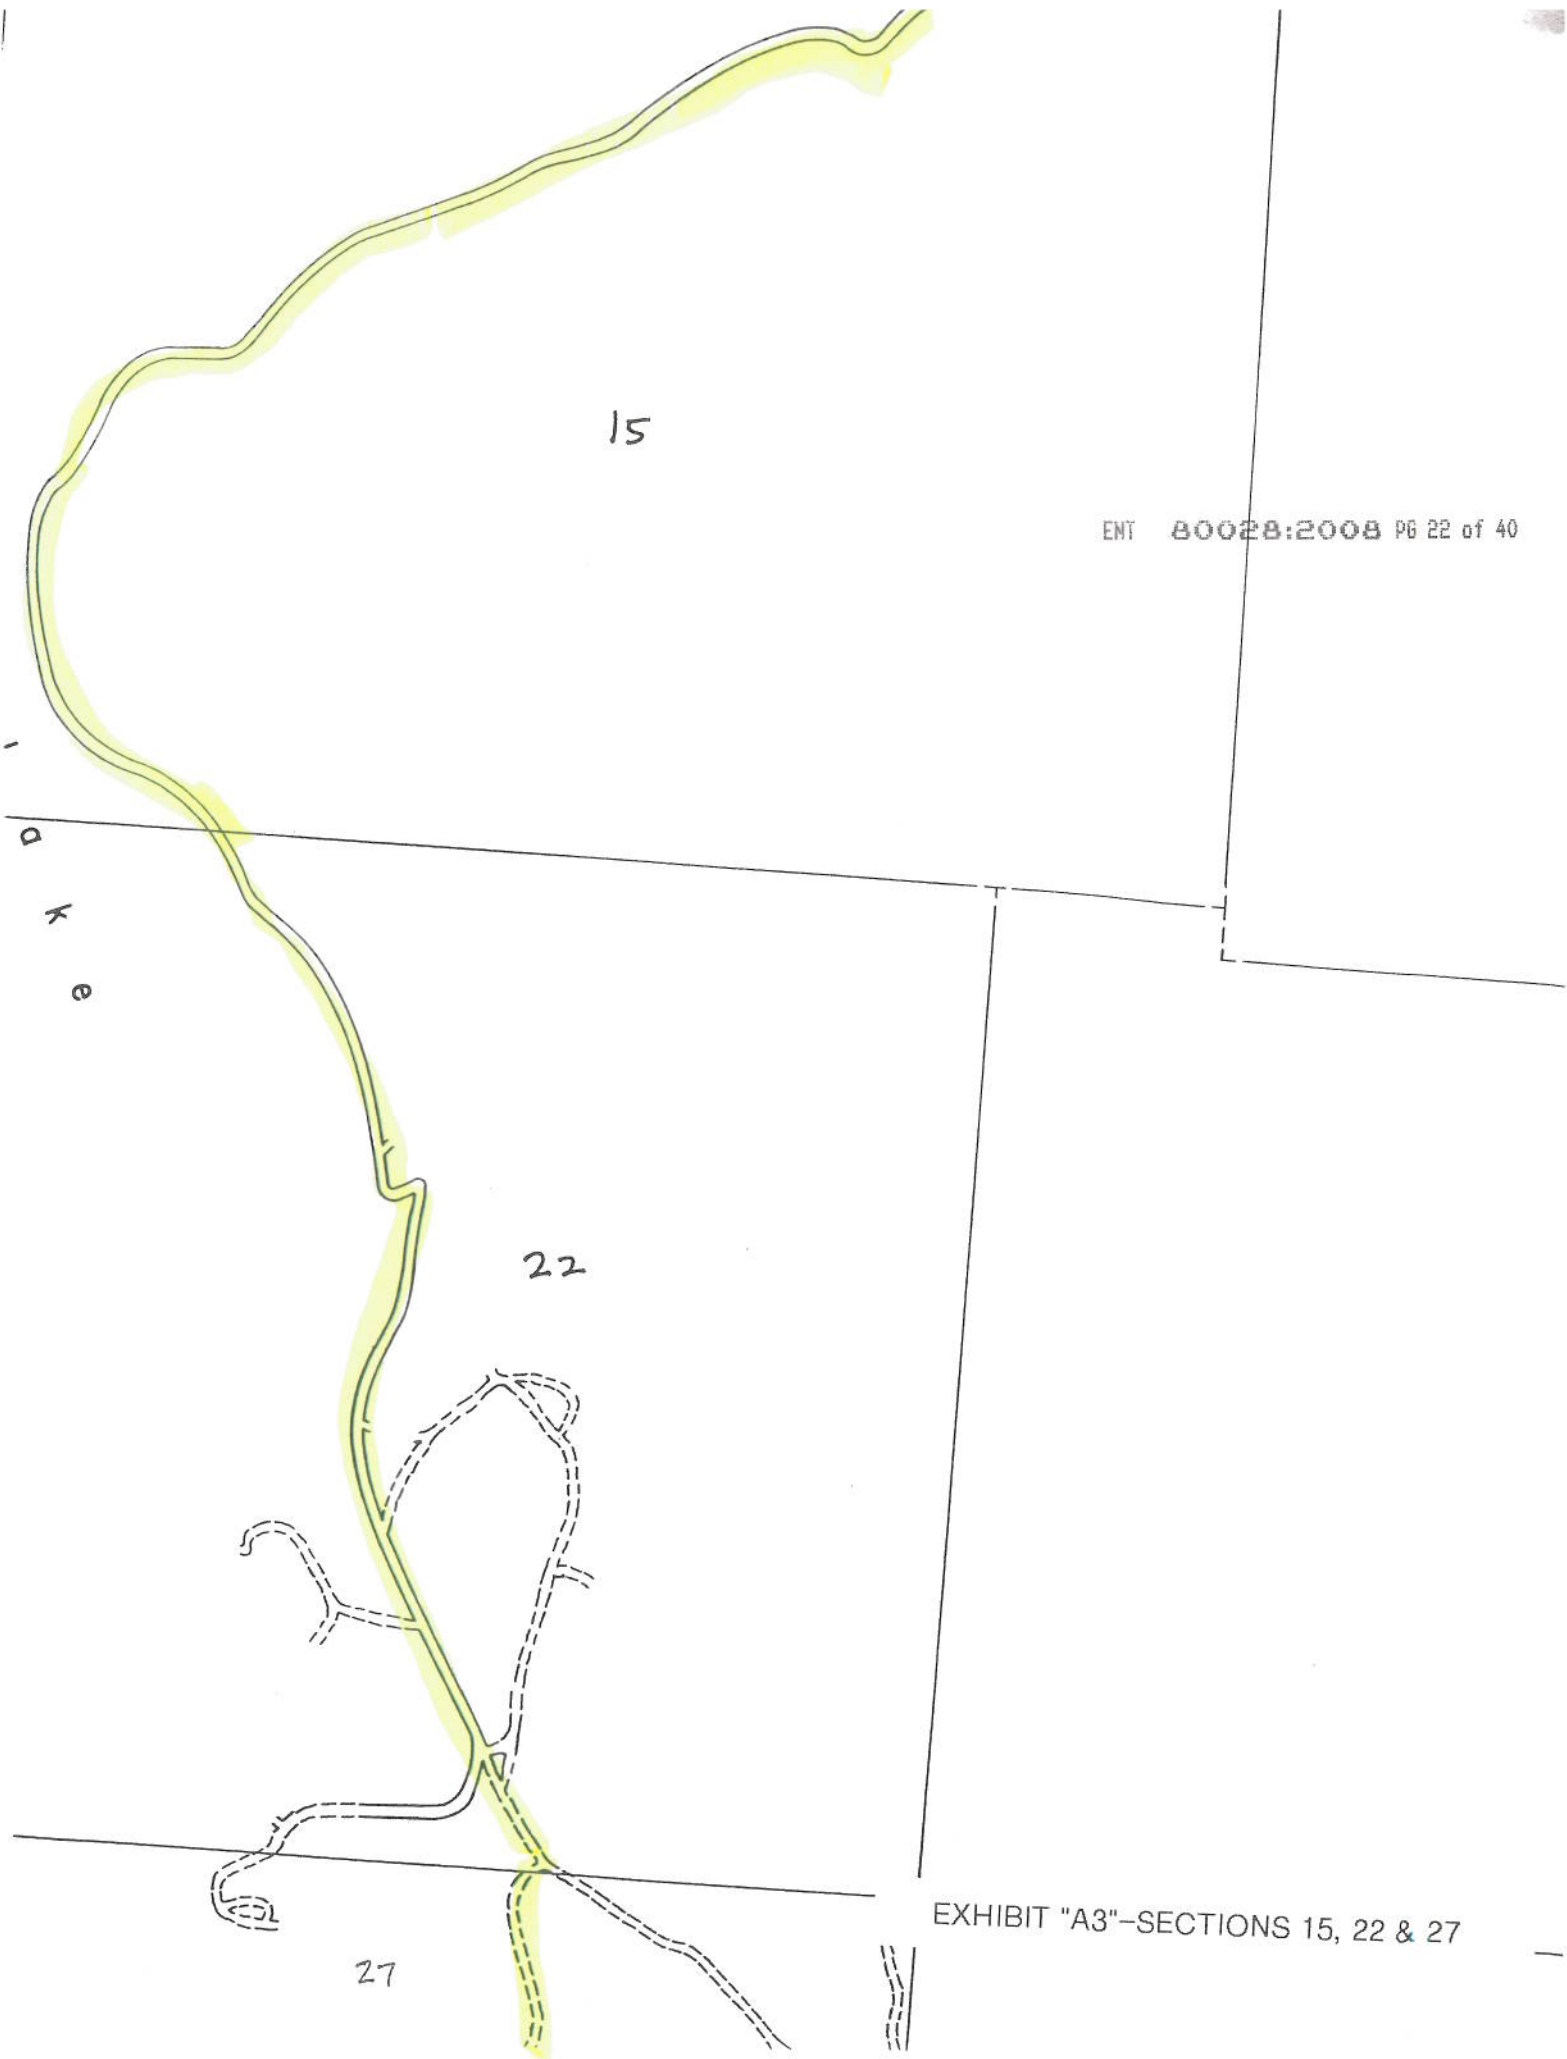 15
ENT 80028:2008 PG 22 of 40
a
k
e
22
EXHIBIT "A3"-SECTIONS 15, 22 & 27
27